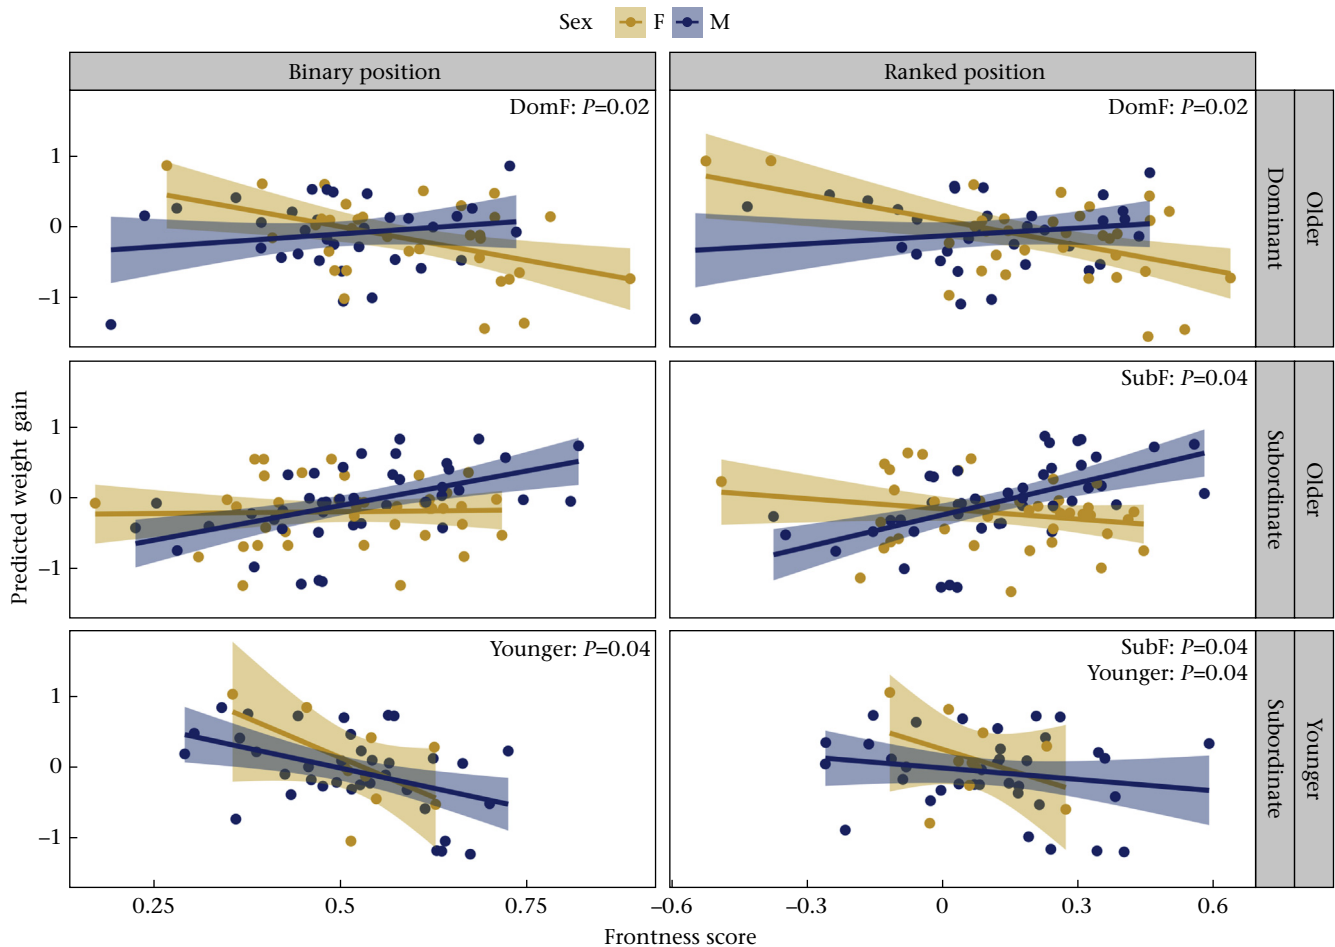 Sex F M
Binary position
Ranked position
DomF: P=0.02
DomF: P=0.02
Dominant
Older
1
0
−1
SubF: P=0.04
Subordinate
Older
1
0
−1
Younger: P=0.04
SubF: P=0.04
Younger: P=0.04
Subordinate
Younger
1
0
−1
Predicted weight gain
0.25 0.5 0.75
−0.6 −0.3 0 0.3 0.6
Frontness score